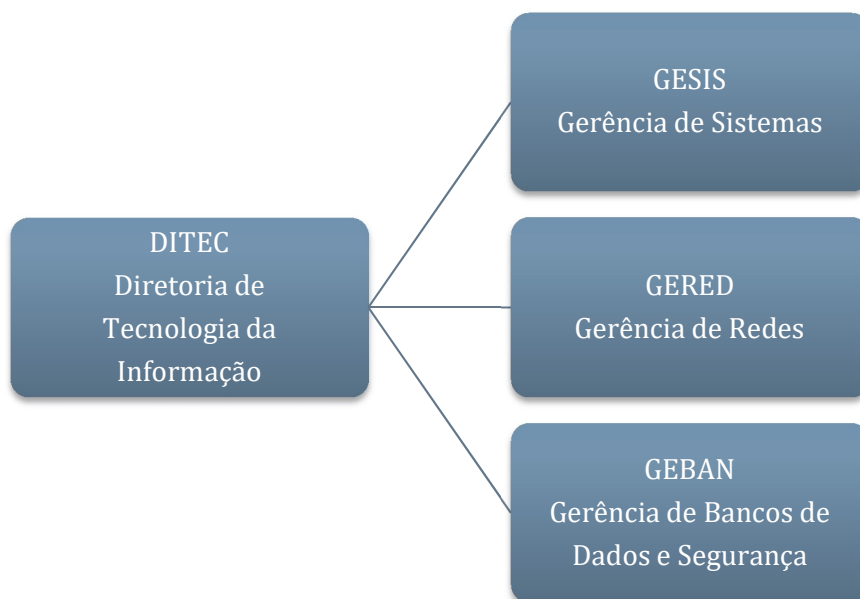 GESIS
Gerência de Sistemas
DITEC
Diretoria de
Tecnologia da
Informação
GERED
Gerência de Redes
GEBAN
Gerência de Bancos de
Dados e Segurança